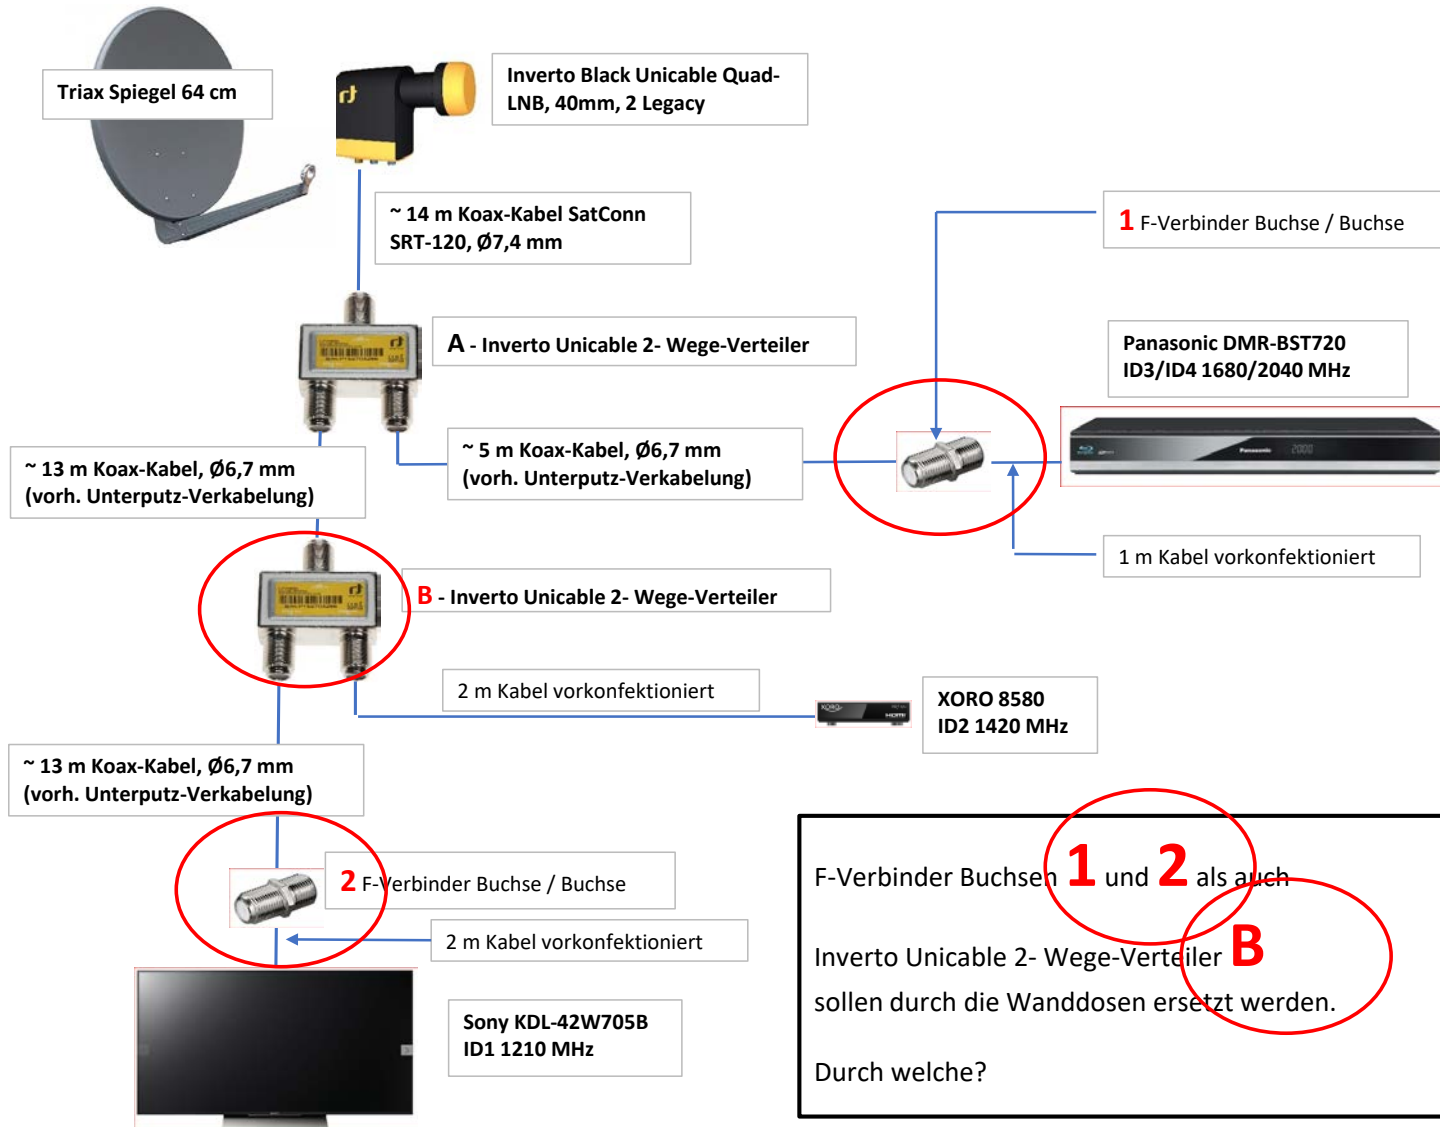 Triax Spiegel 64 cm
Inverto Black Unicable Quad-
LNB, 40mm, 2 Legacy
~ 14 m Koax-Kabel SatConn
SRT-120, Ø7,4 mm
1 F-Verbinder Buchse / Buchse
A - Inverto Unicable 2- Wege-Verteiler
Panasonic DMR-BST720
ID3/ID4 1680/2040 MHz
Panasonic
~ 13 m Koax-Kabel, Ø6,7 mm
(vorh. Unterputz-Verkabelung)
~ 5 m Koax-Kabel, Ø6,7 mm
(vorh. Unterputz-Verkabelung)
1 m Kabel vorkonfektioniert
B - Inverto Unicable 2- Wege-Verteiler
2 m Kabel vorkonfektioniert
XORO
HDMI
XORO 8580
ID2 1420 MHz
~ 13 m Koax-Kabel, Ø6,7 mm
(vorh. Unterputz-Verkabelung)
2 F-Verbinder Buchse / Buchse
2 m Kabel vorkonfektioniert
Sony KDL-42W705B
ID1 1210 MHz
F-Verbinder Buchsen 1 und 2 als auch
Inverto Unicable 2- Wege-Verteiler B
sollen durch die Wanddosen ersetzt werden.
Durch welche?